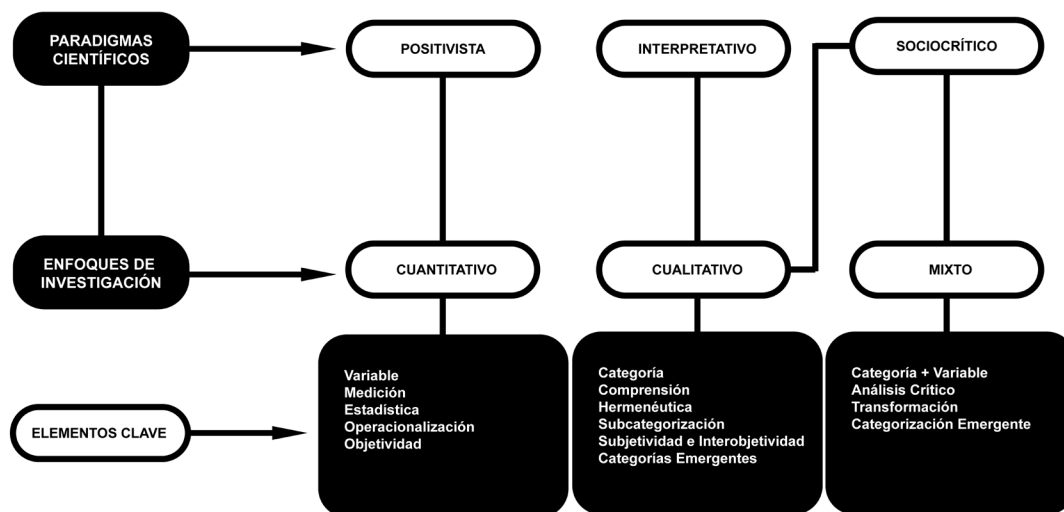 PARADIGMAS
CIENTÍFICOS
POSITIVISTA
INTERPRETATIVO
SOCIOCRÍTICO
ENFOQUES DE
INVESTIGACIÓN
CUANTITATIVO
CUALITATIVO
MIXTO
ELEMENTOS CLAVE
Variable
Medición
Estadística
Operacionalización
Objetividad
Categoría
Comprensión
Hermenéutica
Subcategorización
Subjetividad e Interobjetividad
Categorías Emergentes
Categoría + Variable
Análisis Crítico
Transformación
Categorización Emergente